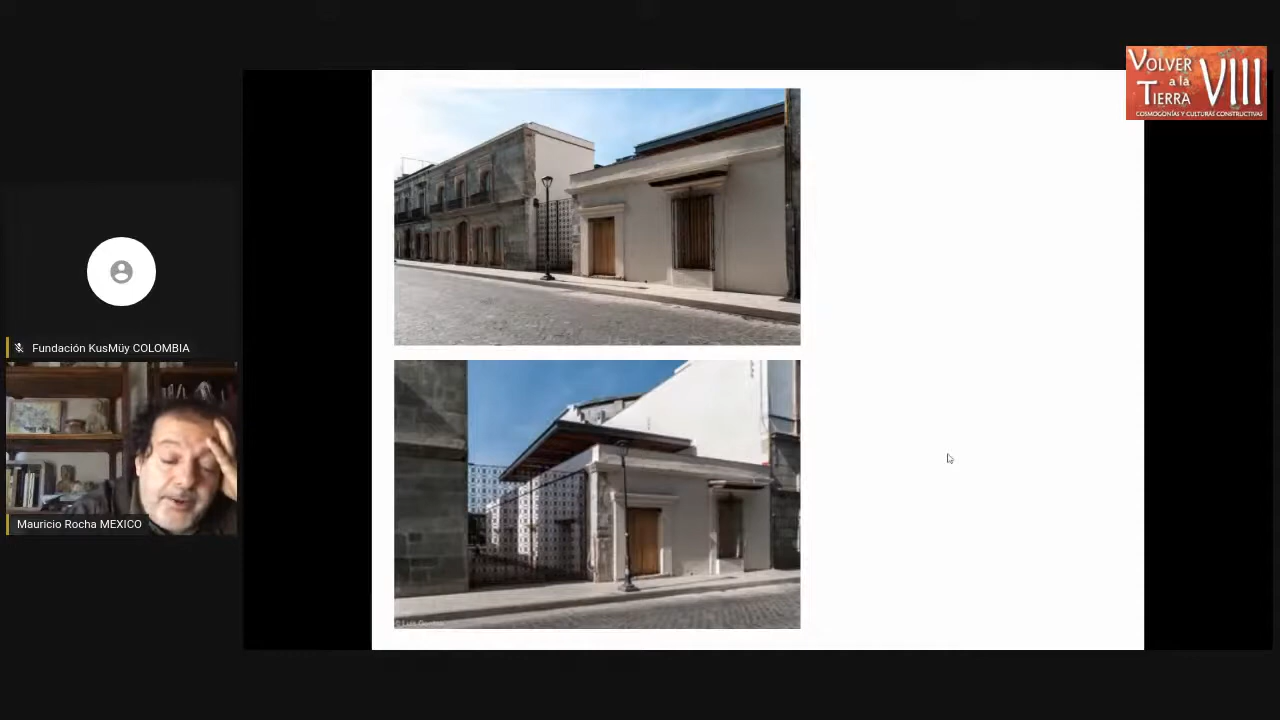 VOLVER
a la
TIERRA
VIII
COSMOGONÍAS Y CULTURAS CONSTRUCTIVAS
Fundación KusMüy COLOMBIA
Mauricio Rocha MEXICO